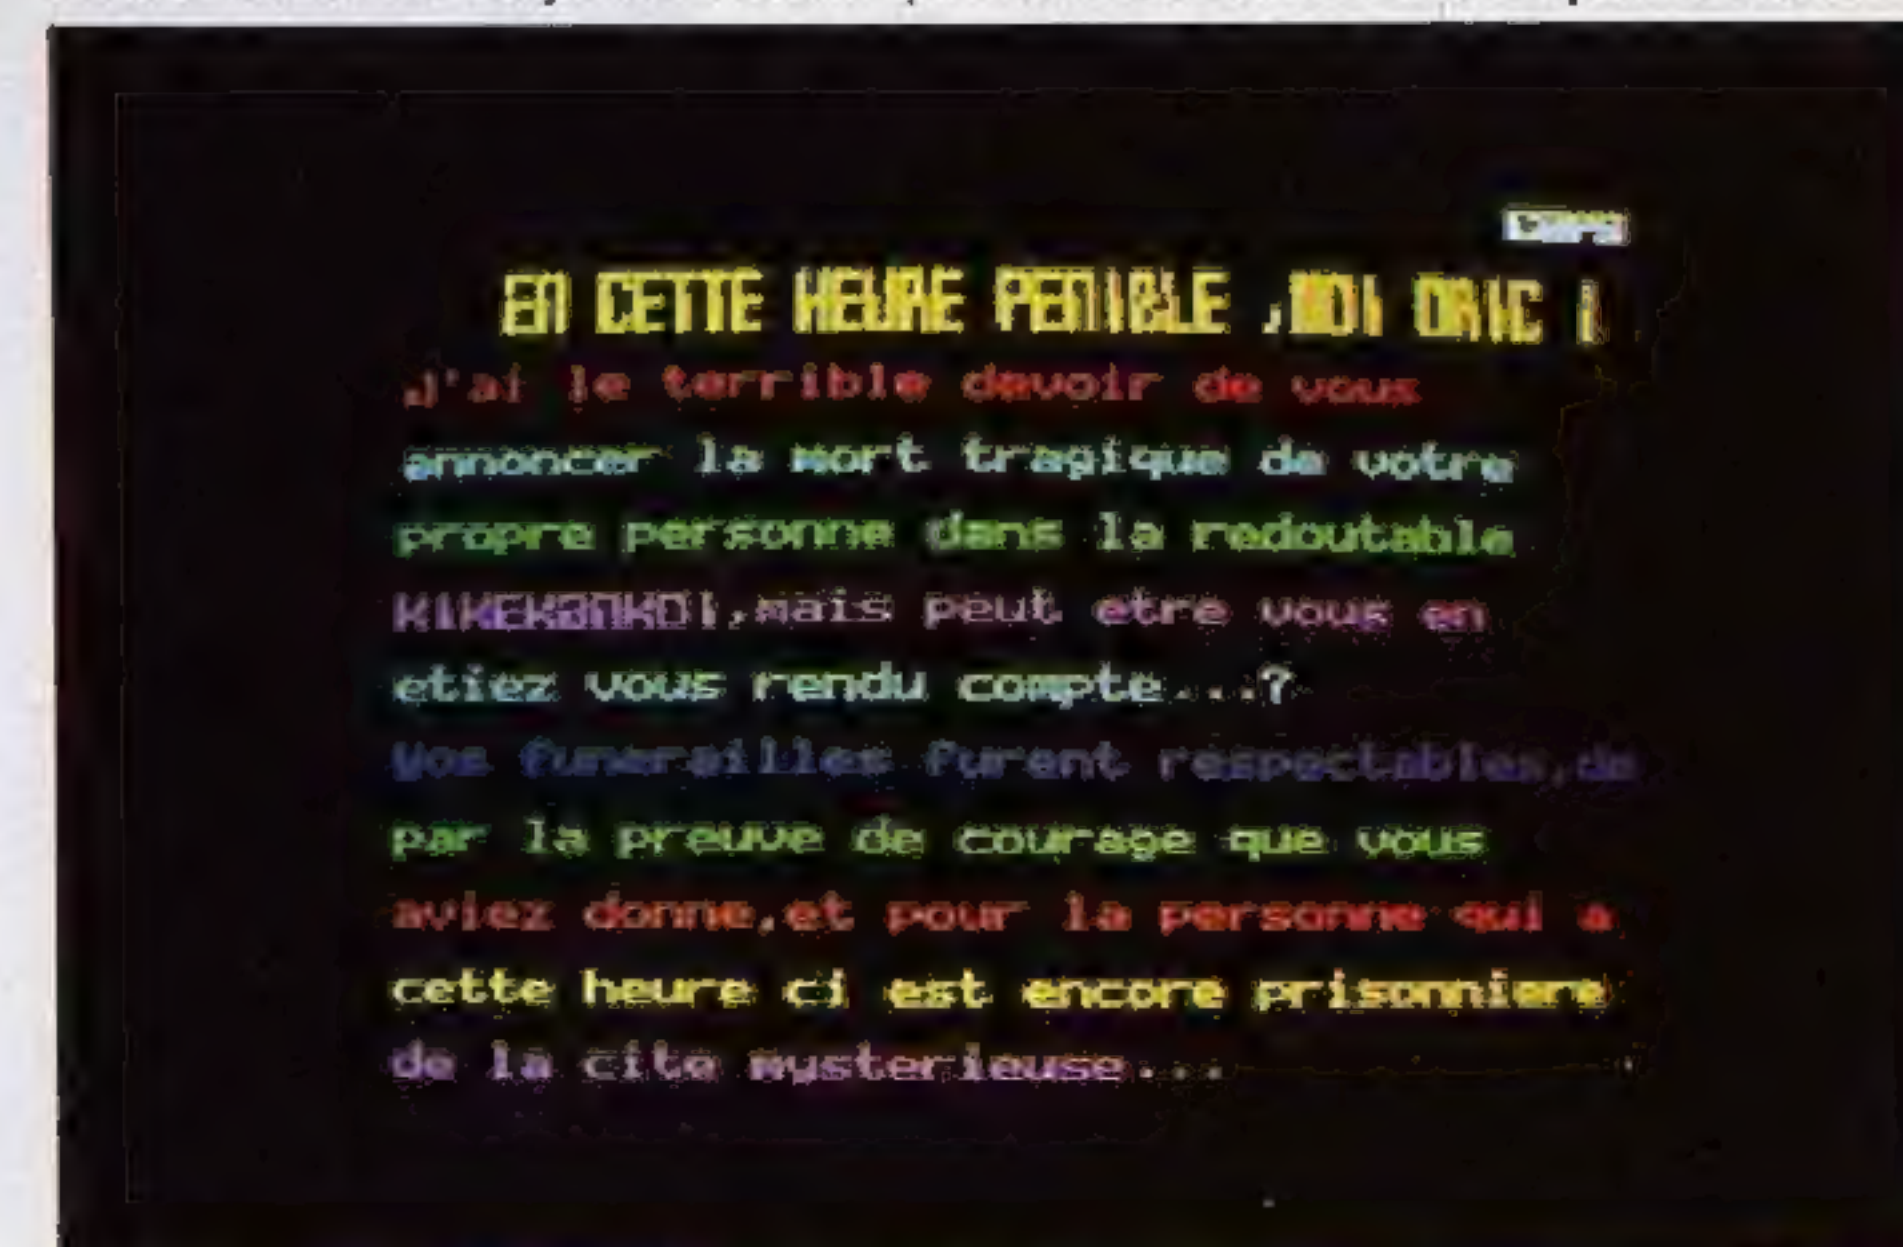 CAPS
EN CETTE HEURE PENIBLE ,MOI ORIC 1
J'ai le terrible devoir de vous
annoncer la mort tragique de votre
propre personne dans la redoutable
KIKEKANKOI,mais peut etre vous en
etiez vous rendu compte...?
Vos funerailles furent respectables,de
par la preuve de courage que vous
aviez donne,et pour la personne qui a
cette heure ci est encore prisonniere
de la cite mysterieuse...